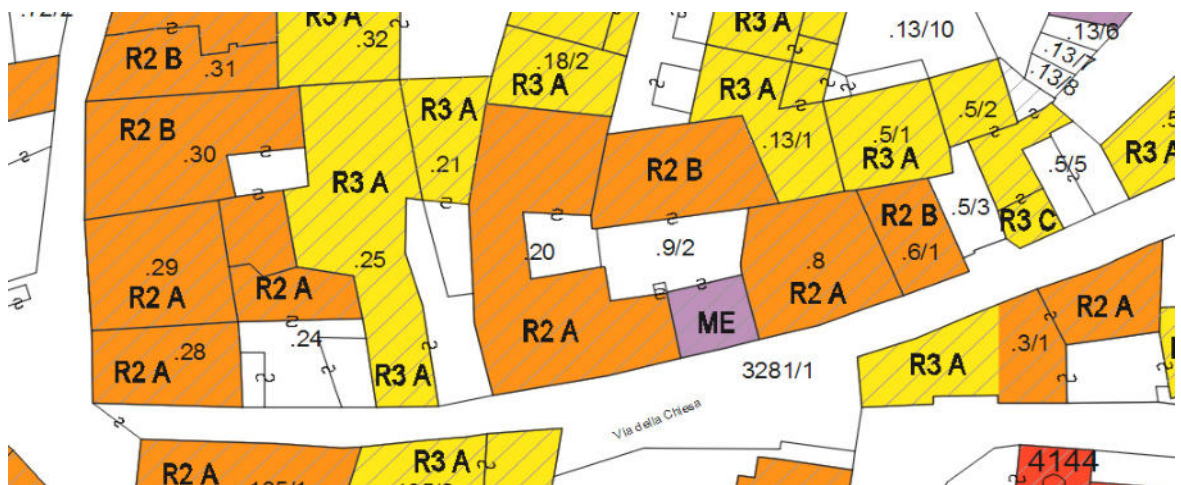 .72/2
R3 A
.32
.13/10
.13/6
R3 A
.13/7
R2 B
.31
.18/2
R3 A
.13/8
R3 A
R3 A
.5/2
R2 B
.30
.21
.13/1
.5/1
R3 A
R3 A
.5/5
R3 A
R2 B
.5/3
R2 B
R3 C
.29
.25
.20
.9/2
.8
.6/1
R2 A
R2 A
R2 A
R2 A
ME
R2 A
.28
.24
R2 A
.3/1
R3 A
R3 A
3281/1
Via della Chiesa
R2 A
R3 A
4144